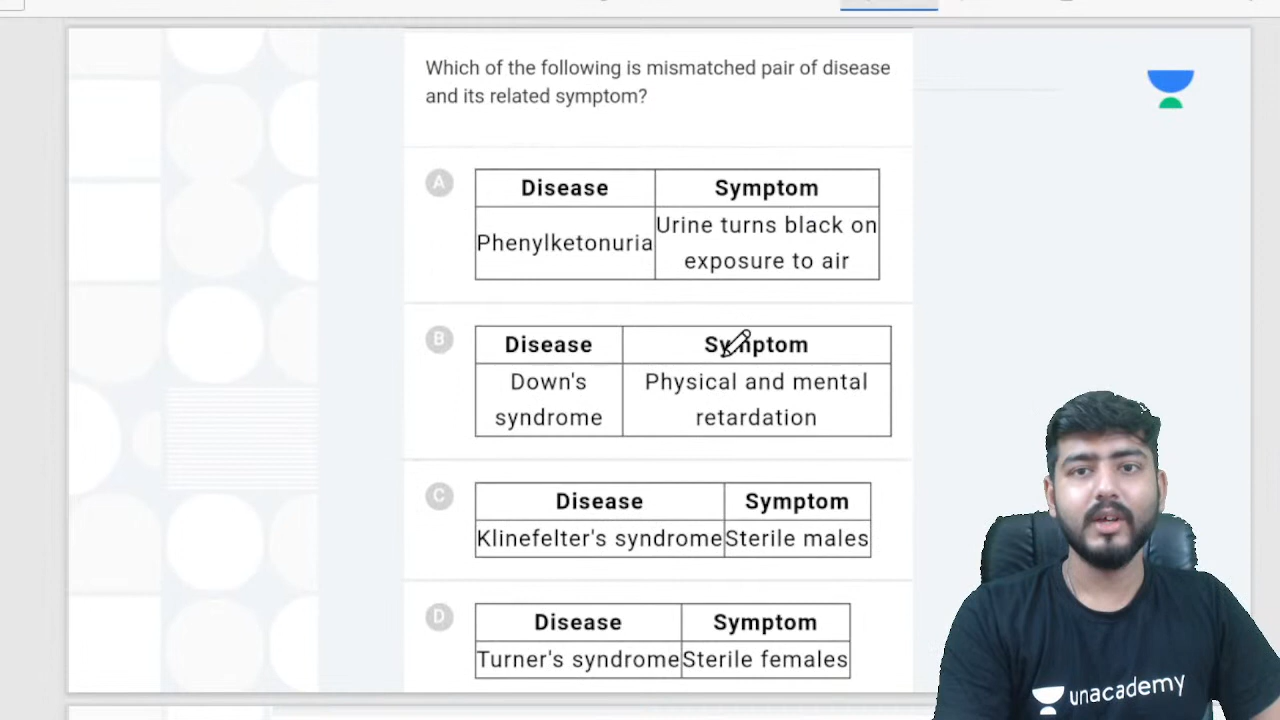 Which of the following is mismatched pair of disease
and its related symptom?
A
Disease Symptom
Phenylketonuria Urine turns black on
exposure to air
B
Disease Symptom
Down's Physical and mental
syndrome retardation
C
Disease Symptom
Klinefelter's syndrome Sterile males
D
Disease Symptom
Turner's syndrome Sterile females
unacademy